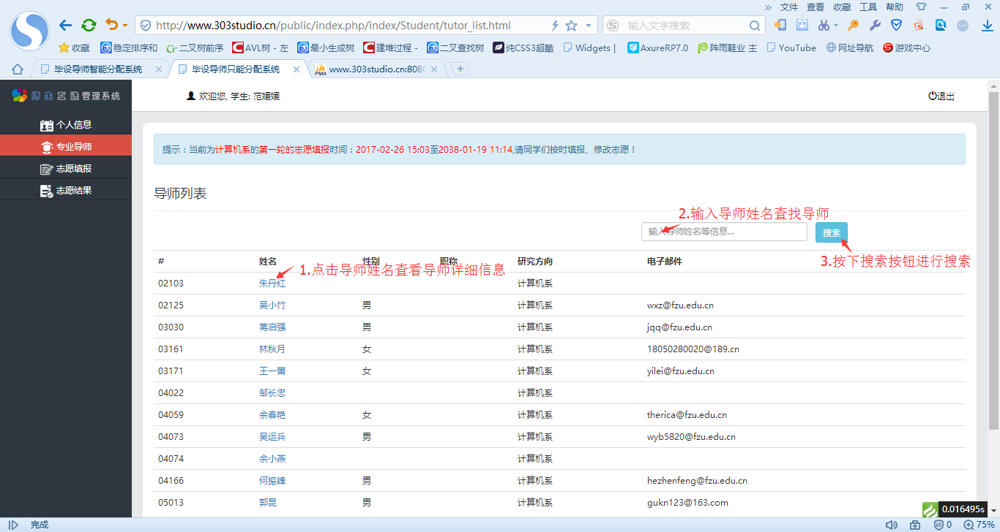 » 文件 查看 收藏 工具 帮助
http://www.303studio.cn/public/index.php/index/Student/tutor_list.html
输入文字搜索
收藏 稳定排序和 二叉树前序 AVL树 - 左 最小生成树 建堆过程 - 二叉查找树 纯CSS3超酷 Widgets | AxureRP7.0 阵雨鞋业 主 YouTube 网址导航 游戏中心
毕设导师智能分配系统 毕设导师只能分配系统 www.303studio.cn:808
师生互选管理系统
欢迎您, 学生: 范媛媛
退出
个人信息
专业导师
志愿填报
志愿结果
提示：当前为计算机系的第一轮的志愿填报时间：2017-02-26 15:03至2038-01-19 11:14,请同学们按时填报、修改志愿！
导师列表
2.输入导师姓名查找导师
输入导师姓名等信息...
搜索
3.按下搜索按钮进行搜索
# 姓名 性别 职称 研究方向 电子邮件
1.点击导师姓名查看导师详细信息
02103 朱丹红 计算机系
02125 吴小竹 男 计算机系 wxz@fzu.edu.cn
03030 蒋启强 男 计算机系 jqq@fzu.edu.cn
03161 林秋月 女 计算机系 18050280020@189.cn
03171 王一蕾 女 计算机系 yilei@fzu.edu.cn
04022 邹长忠 计算机系
04059 余春艳 女 计算机系 therica@fzu.edu.cn
04073 吴运兵 男 计算机系 wyb5820@fzu.edu.cn
04074 余小燕 计算机系
04166 何振峰 男 计算机系 hezhenfeng@fzu.edu.cn
05013 郭昆 男 计算机系 gukn123@163.com
0.016495s
完成
0
75%